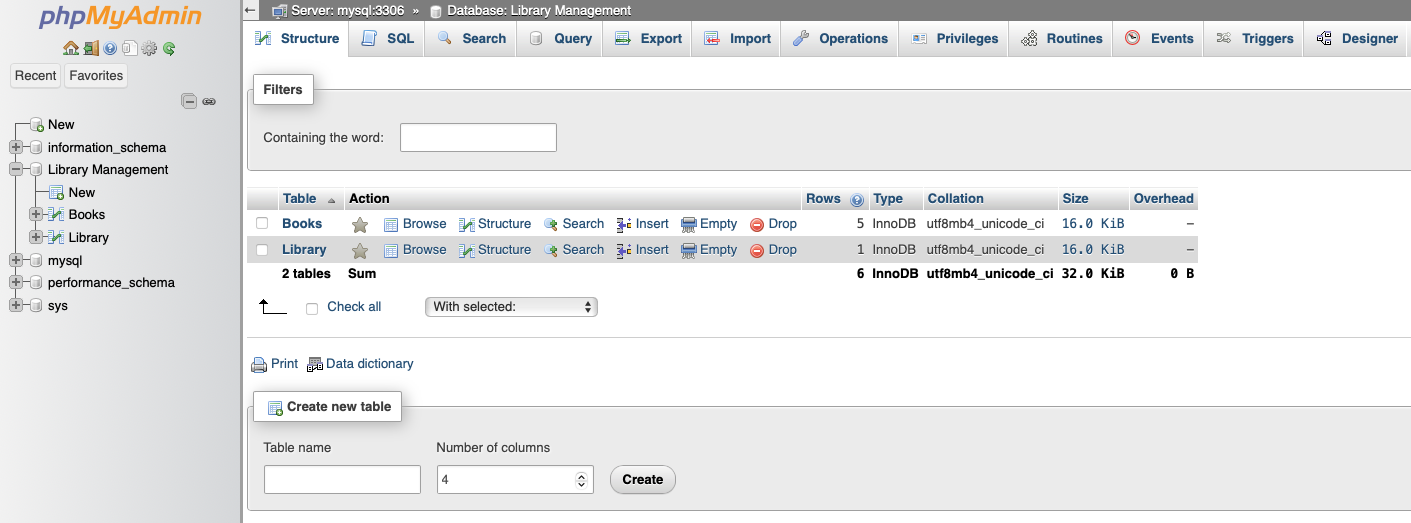 phpMyAdmin
Recent Favorites
New
information_schema
Library Management
New
Books
Library
mysql
performance_schema
sys
Server: mysql:3306 » Database: Library Management
Structure SQL Search Query Export Import Operations Privileges Routines Events Triggers Designer
Filters
Containing the word:
Table Action Rows Type Collation Size Overhead
Books Browse Structure Search Insert Empty Drop 5 InnoDB utf8mb4_unicode_ci 16.0 KiB –
Library Browse Structure Search Insert Empty Drop 1 InnoDB utf8mb4_unicode_ci 16.0 KiB –
2 tables Sum 6 InnoDB utf8mb4_unicode_ci 32.0 KiB 0 B
Check all With selected:
Print Data dictionary
Create new table
Table name Number of columns
4 Create